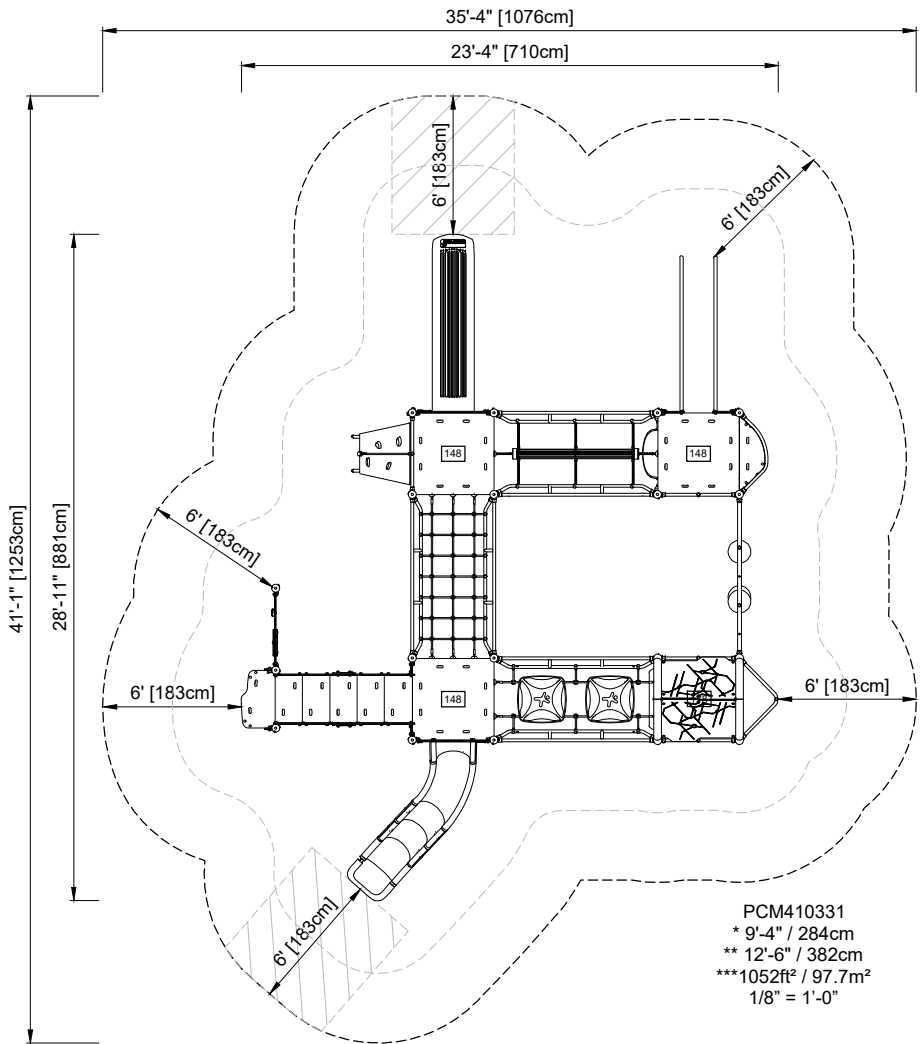 35'-4" [1076cm]
23'-4" [710cm]
6' [183cm]
6' [183cm]
41'-1" [1253cm]
28'-11" [881cm]
148
148
6' [183cm]
6' [183cm]
148
6' [183cm]
6' [183cm]
PCM410331
* 9'-4" / 284cm
** 12'-6" / 382cm
***1052ft² / 97.7m²
1/8” = 1'-0”